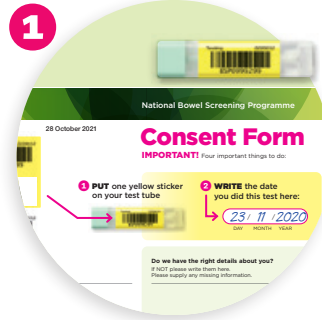 1
National Bowel Screening Programme
28 October 2021
Consent Form
IMPORTANT! Four important things to do:
1 PUT one yellow sticker
on your test tube
2 WRITE the date
you did this test here:
23 / 11 / 2020
DAY MONTH YEAR
Do we have the right details about you?
If NOT please write them here.
Please supply any missing information.